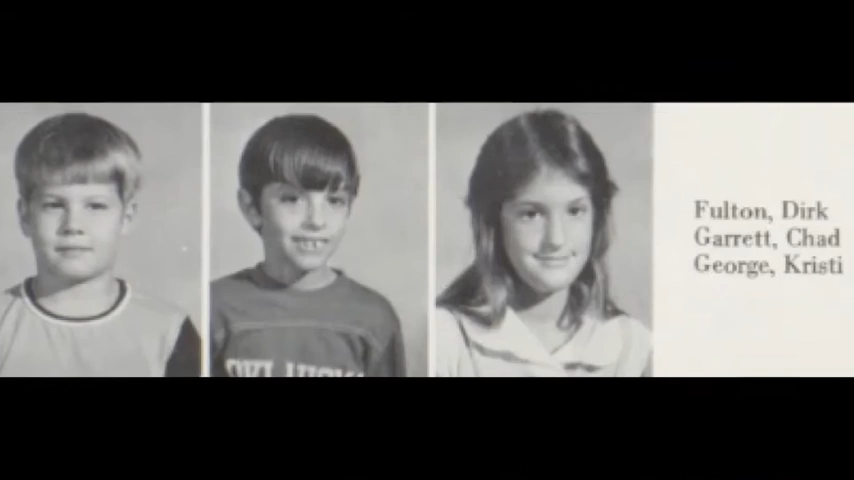 Fulton, Dirk
Garrett, Chad
George, Kristi